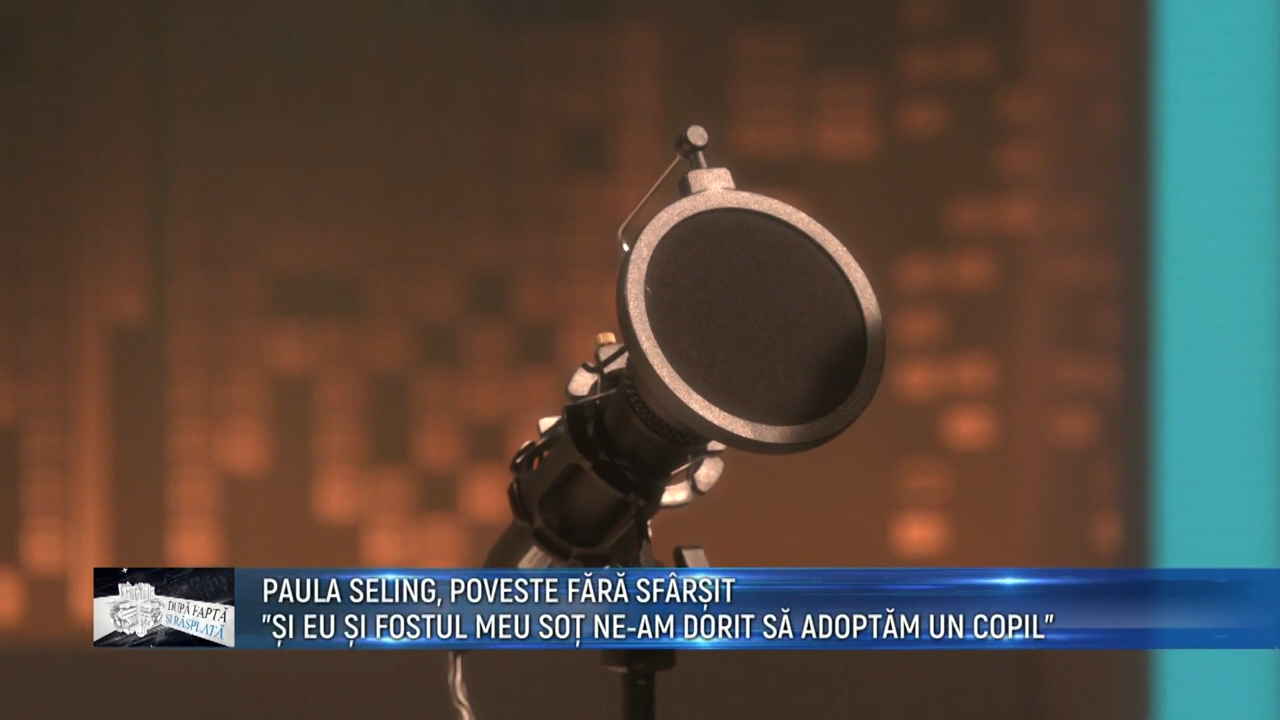 PAULA SELING, POVESTE FĂRĂ SFÂRȘIT
"ȘI EU ȘI FOSTUL MEU SOȚ NE-AM DORIT SĂ ADOPTĂM UN COPIL"
DUPĂ FAPTĂ
ȘI RĂSPLATĂ